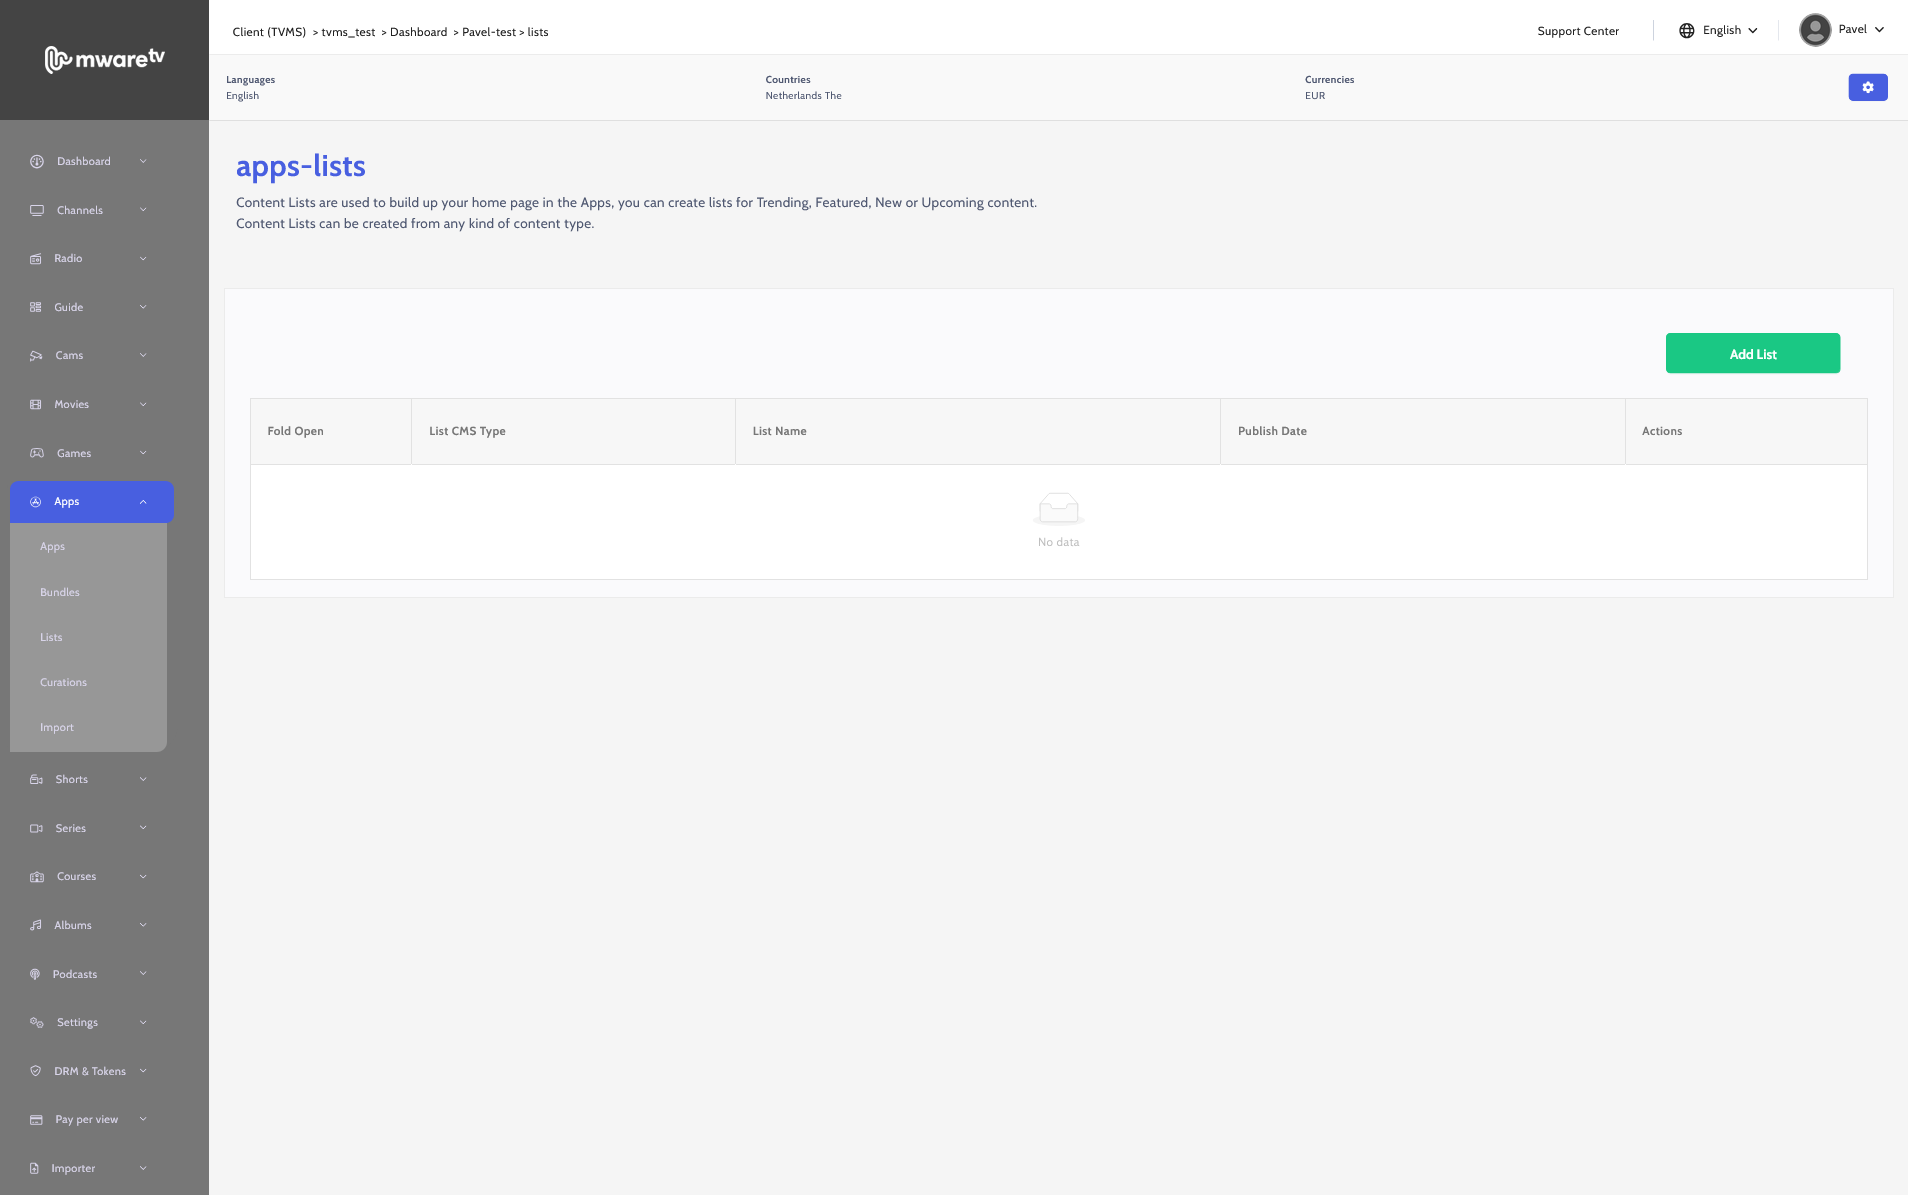 mwaretv
Client (TVMS) > tvms_test > Dashboard > Pavel-test > lists
Support Center
English
Pavel
Languages
English
Countries
Netherlands The
Currencies
EUR
Dashboard
Channels
Radio
Guide
Cams
Movies
Games
Apps
Apps
Bundles
Lists
Curations
Import
Shorts
Series
Courses
Albums
Podcasts
Settings
DRM & Tokens
Pay per view
Importer
apps-lists
Content Lists are used to build up your home page in the Apps, you can create lists for Trending, Featured, New or Upcoming content.
Content Lists can be created from any kind of content type.
Add List
Fold Open
List CMS Type
List Name
Publish Date
Actions
No data